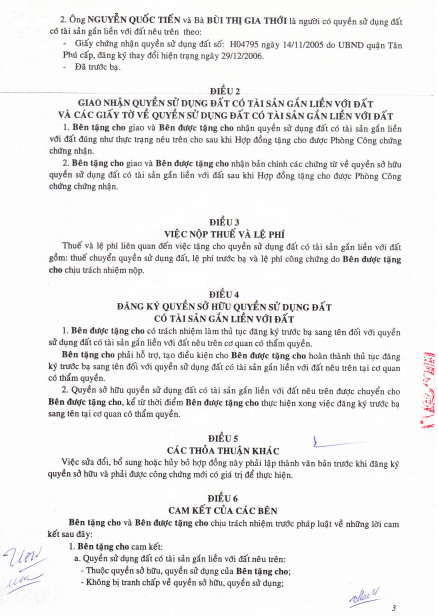 2. Ông NGUYỄN QUỐC TIẾN và Bà BÙI THỊ GIA THỚI là người có quyền sử dụng đất
có tài sản gắn liền với đất nêu trên theo:
- Giấy chứng nhận quyền sử dụng đất số: H04795 ngày 14/11/2005 do UBND quận Tân
Phú cấp, đăng ký thay đổi hiện trạng ngày 29/12/2006.
- Đã trước bạ.
ĐIỀU 2
GIAO NHẬN QUYỀN SỬ DỤNG ĐẤT CÓ TÀI SẢN GẮN LIỀN VỚI ĐẤT
VÀ CÁC GIẤY TỜ VỀ QUYỀN SỬ DỤNG ĐẤT CÓ TÀI SẢN GẮN LIỀN VỚI ĐẤT
1. Bên tặng cho giao và Bên được tặng cho nhận quyền sử dụng đất có tài sản gắn liền
với đất đúng như thực trạng nêu trên cho sau khi Hợp đồng tặng cho được Phòng Công chứng
chứng nhận.
2. Bên tặng cho giao và Bên được tặng cho nhận bản chính các chứng từ về quyền sở hữu
quyền sử dụng đất có tài sản gắn liền với đất sau khi Hợp đồng tặng cho được Phòng Công
chứng chứng nhận.
ĐIỀU 3
VIỆC NỘP THUẾ VÀ LỆ PHÍ
Thuế và lệ phí liên quan đến việc tặng cho quyền sử dụng đất có tài sản gắn liền với đất
gồm: thuế chuyển quyền sử dụng đất, lệ phí trước bạ và lệ phí công chứng do Bên được tặng
cho chịu trách nhiệm nộp.
ĐIỀU 4
ĐĂNG KÝ QUYỀN SỞ HỮU QUYỀN SỬ DỤNG ĐẤT
CÓ TÀI SẢN GẮN LIỀN VỚI ĐẤT
1. Bên được tặng cho có trách nhiệm làm thủ tục đăng ký trước bạ sang tên đối với quyền
sử dụng đất có tài sản gắn liền với đất nêu trên cơ quan có thẩm quyền.
Bên tặng cho phải hỗ trợ, tạo điều kiện cho Bên được tặng cho hoàn thành thủ tục đăng
ký trước bạ sang tên đối với quyền sử dụng đất có tài sản gắn liền với đất nêu trên tại cơ quan
có thẩm quyền.
2. Quyền sở hữu quyền sử dụng đất có tài sản gắn liền với đất nêu trên được chuyển cho
Bên được tặng cho, kể từ thời điểm Bên được tặng cho thực hiện xong việc đăng ký trước bạ
sang tên tại cơ quan có thẩm quyền.
ĐIỀU 5
CÁC THỎA THUẬN KHÁC
Việc sửa đổi, bổ sung hoặc hủy bỏ hợp đồng này phải lập thành văn bản trước khi đăng ký
quyền sở hữu và phải được công chứng mới có giá trị để thực hiện.
ĐIỀU 6
CAM KẾT CỦA CÁC BÊN
Bên tặng cho và Bên được tặng cho chịu trách nhiệm trước pháp luật về những lời cam
kết sau đây:
1. Bên tặng cho cam kết:
a. Quyền sử dụng đất có tài sản gắn liền với đất nêu trên:
- Thuộc quyền sở hữu, quyền sử dụng của Bên tặng cho;
- Không bị tranh chấp về quyền sở hữu, quyền sử dụng;
3